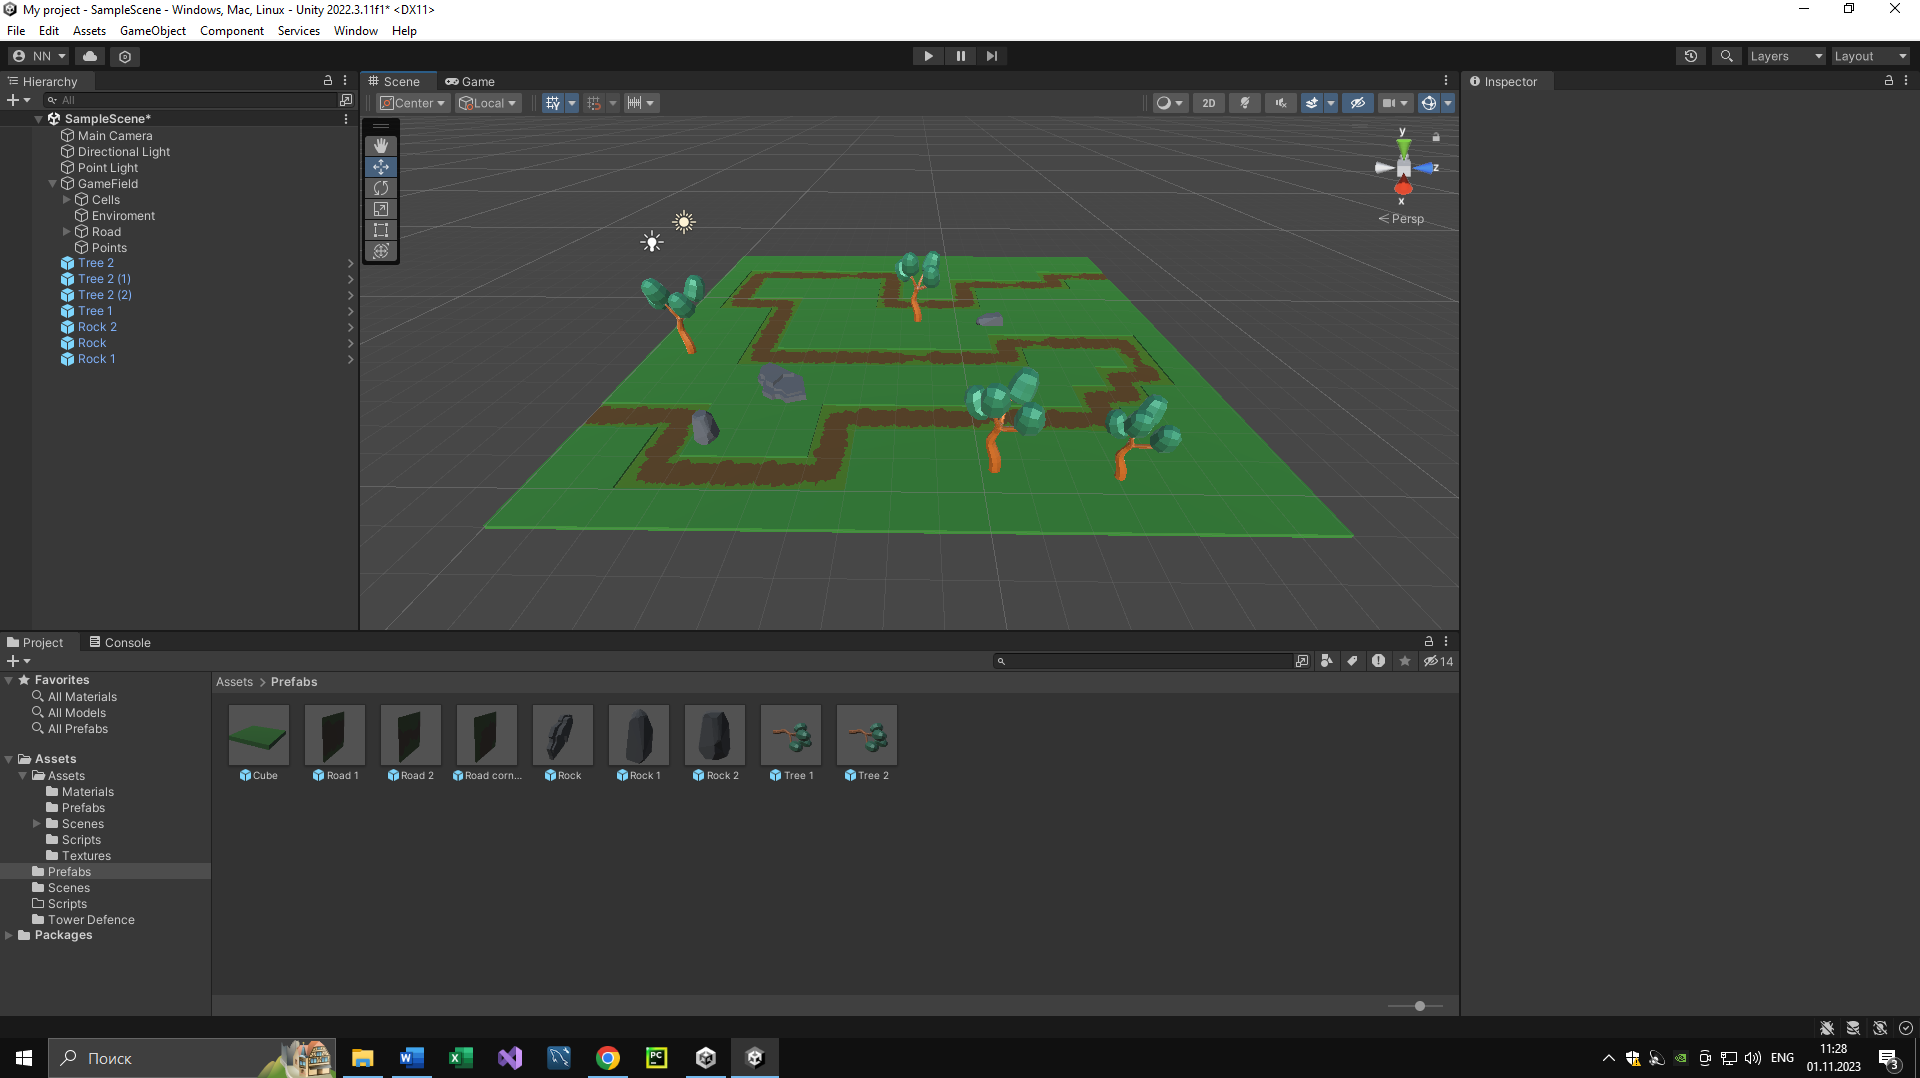 My project - SampleScene - Windows, Mac, Linux - Unity 2022.3.11f1* <DX11>
File Edit Assets GameObject Component Services Window Help
NN
Layers
Layout
Hierarchy
Scene
Game
Inspector
All
Center
Local
2D
SampleScene*
Main Camera
Directional Light
Point Light
GameField
Cells
Enviroment
Road
Points
Tree 2
Tree 2 (1)
Tree 2 (2)
Tree 1
Rock 2
Rock
Rock 1
y
z
x
Persp
Project
Console
14
Favorites
All Materials
All Models
All Prefabs
Assets
Assets
Materials
Prefabs
Scenes
Scripts
Textures
Prefabs
Scenes
Scripts
Tower Defence
Packages
Assets > Prefabs
Cube
Road 1
Road 2
Road corn...
Rock
Rock 1
Rock 2
Tree 1
Tree 2
Поиск
PC
ENG
11:28
01.11.2023
3